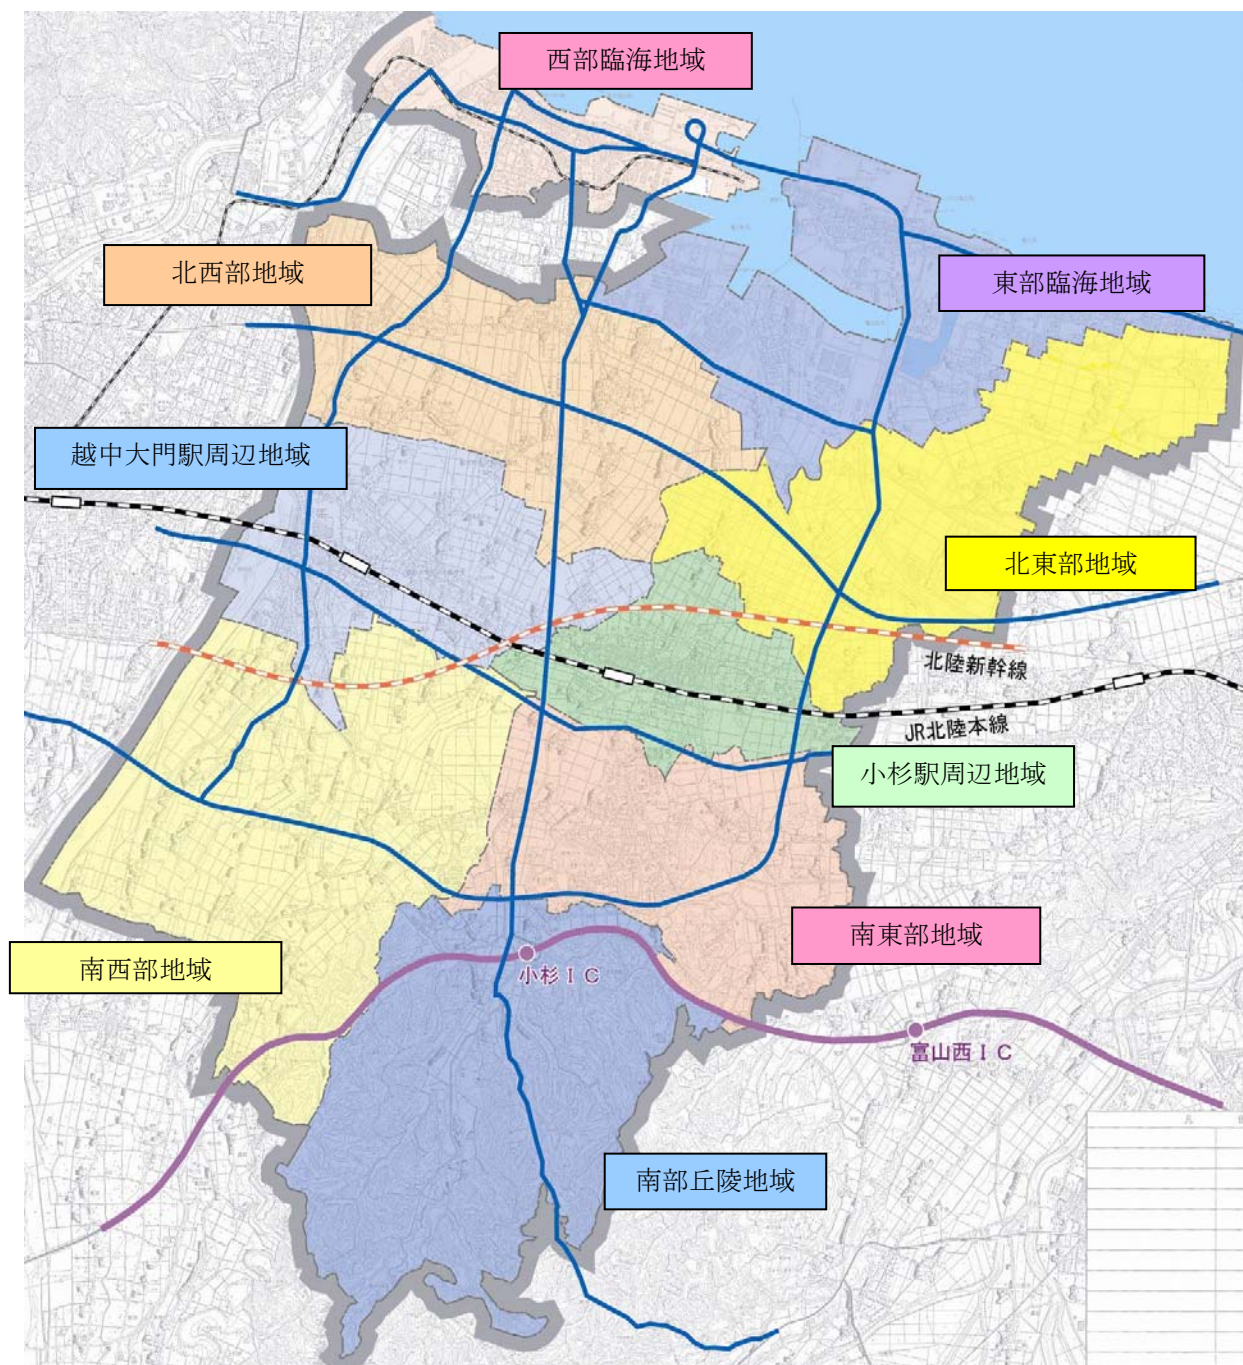 西部臨海地域
北西部地域
東部臨海地域
越中大門駅周辺地域
北東部地域
北陸新幹線
JR北陸本線
小杉駅周辺地域
南東部地域
南西部地域
小杉IC
富山西IC
南部丘陵地域